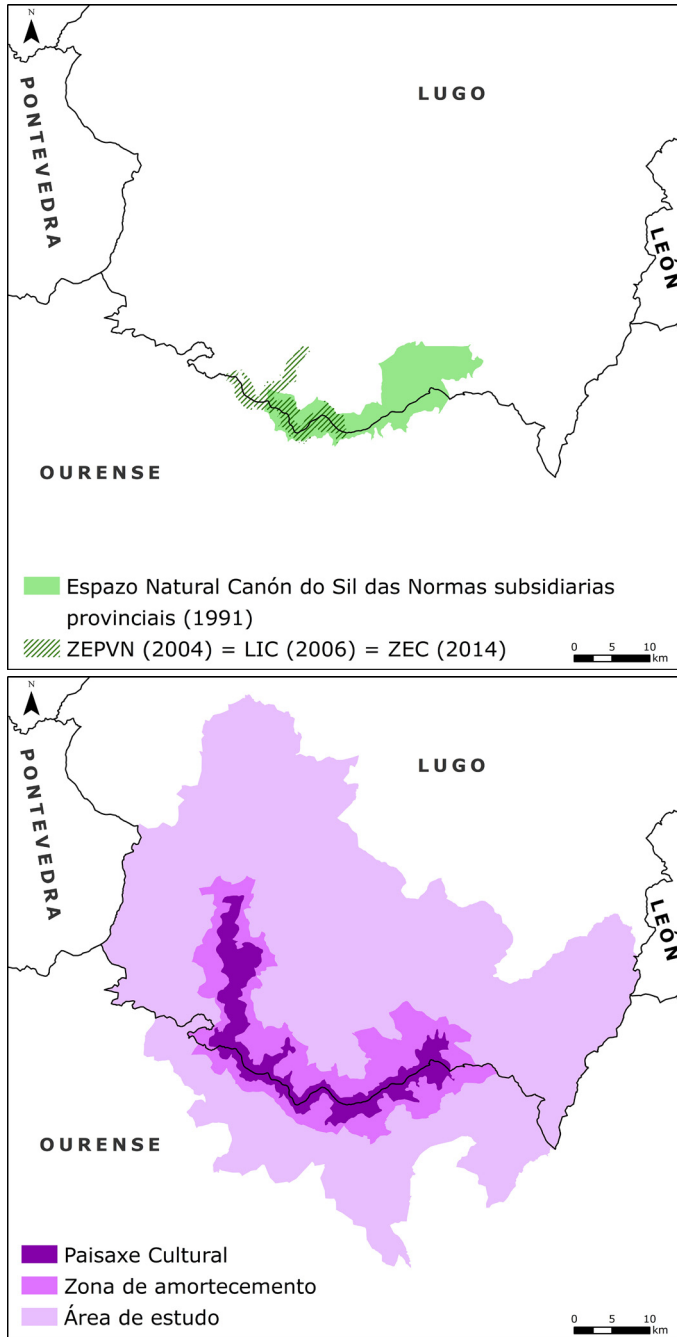 N
PONTEVEDRA
LUGO
LEÓN
OURENSE
Espazo Natural Canón do Sil das Normas subsidiarias
provinciais (1991)
ZEPVN (2004) = LIC (2006) = ZEC (2014)
0 5 10
km
N
PONTEVEDRA
LUGO
LEÓN
OURENSE
Paisaxe Cultural
Zona de amortecemento
Área de estudo
0 5 10
km